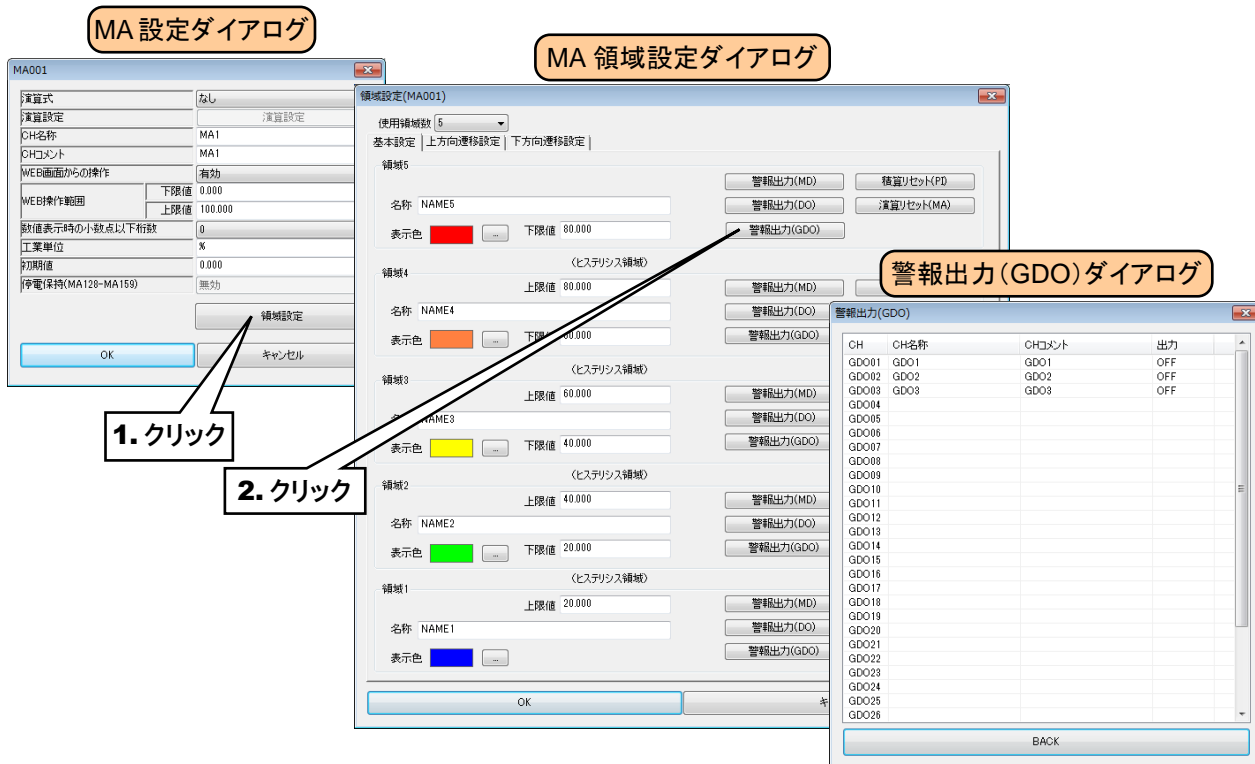 MA 設定ダイアログ
MA001
演算式 なし
演算設定 演算設定
CH名称 MA1
CHコメント MA1
WEB画面からの操作 有効
WEB操作範囲 下限値 0.000
上限値 100.000
数値表示時の小数点以下桁数 0
工業単位 %
初期値 0.000
停電保持(MA128-MA159) 無効
領域設定
OK キャンセル
1. クリック
MA 領域設定ダイアログ
領域設定(MA001)
使用領域数 5
基本設定 上方向遷移設定 下方向遷移設定
領域5
警報出力(MD) 積算リセット(PI)
名称 NAME5 警報出力(DO) 演算リセット(MA)
表示色 ... 下限値 80.000 警報出力(GDO)
(ヒステリシス領域)
領域4
上限値 80.000 警報出力(MD)
名称 NAME4 警報出力(DO)
表示色 ... 下限値 60.000 警報出力(GDO)
(ヒステリシス領域)
領域3
上限値 60.000 警報出力(MD)
NAME3 警報出力(DO)
表示色 ... 下限値 40.000 警報出力(GDO)
(ヒステリシス領域)
領域2
上限値 40.000 警報出力(MD)
名称 NAME2 警報出力(DO)
表示色 ... 下限値 20.000 警報出力(GDO)
(ヒステリシス領域)
領域1
上限値 20.000 警報出力(MD)
名称 NAME1 警報出力(DO)
表示色 ... 警報出力(GDO)
OK キ
2. クリック
警報出力(GDO)ダイアログ
警報出力(GDO)
CH CH名称 CHコメント 出力
GDO01 GDO1 GDO1 OFF
GDO02 GDO2 GDO2 OFF
GDO03 GDO3 GDO3 OFF
GDO04
GDO05
GDO06
GDO07
GDO08
GDO09
GDO10
GDO11
GDO12
GDO13
GDO14
GDO15
GDO16
GDO17
GDO18
GDO19
GDO20
GDO21
GDO22
GDO23
GDO24
GDO25
GDO26
BACK